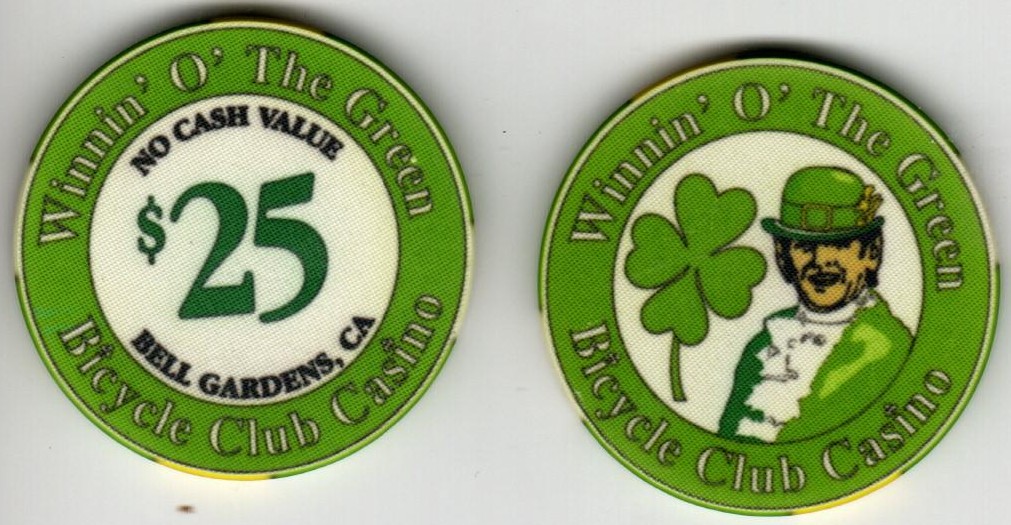 Winnin' O' The Green
NO CASH VALUE
$25
BELL GARDENS, CA
Bicycle Club Casino
Winnin' O' The Green
Bicycle Club Casino